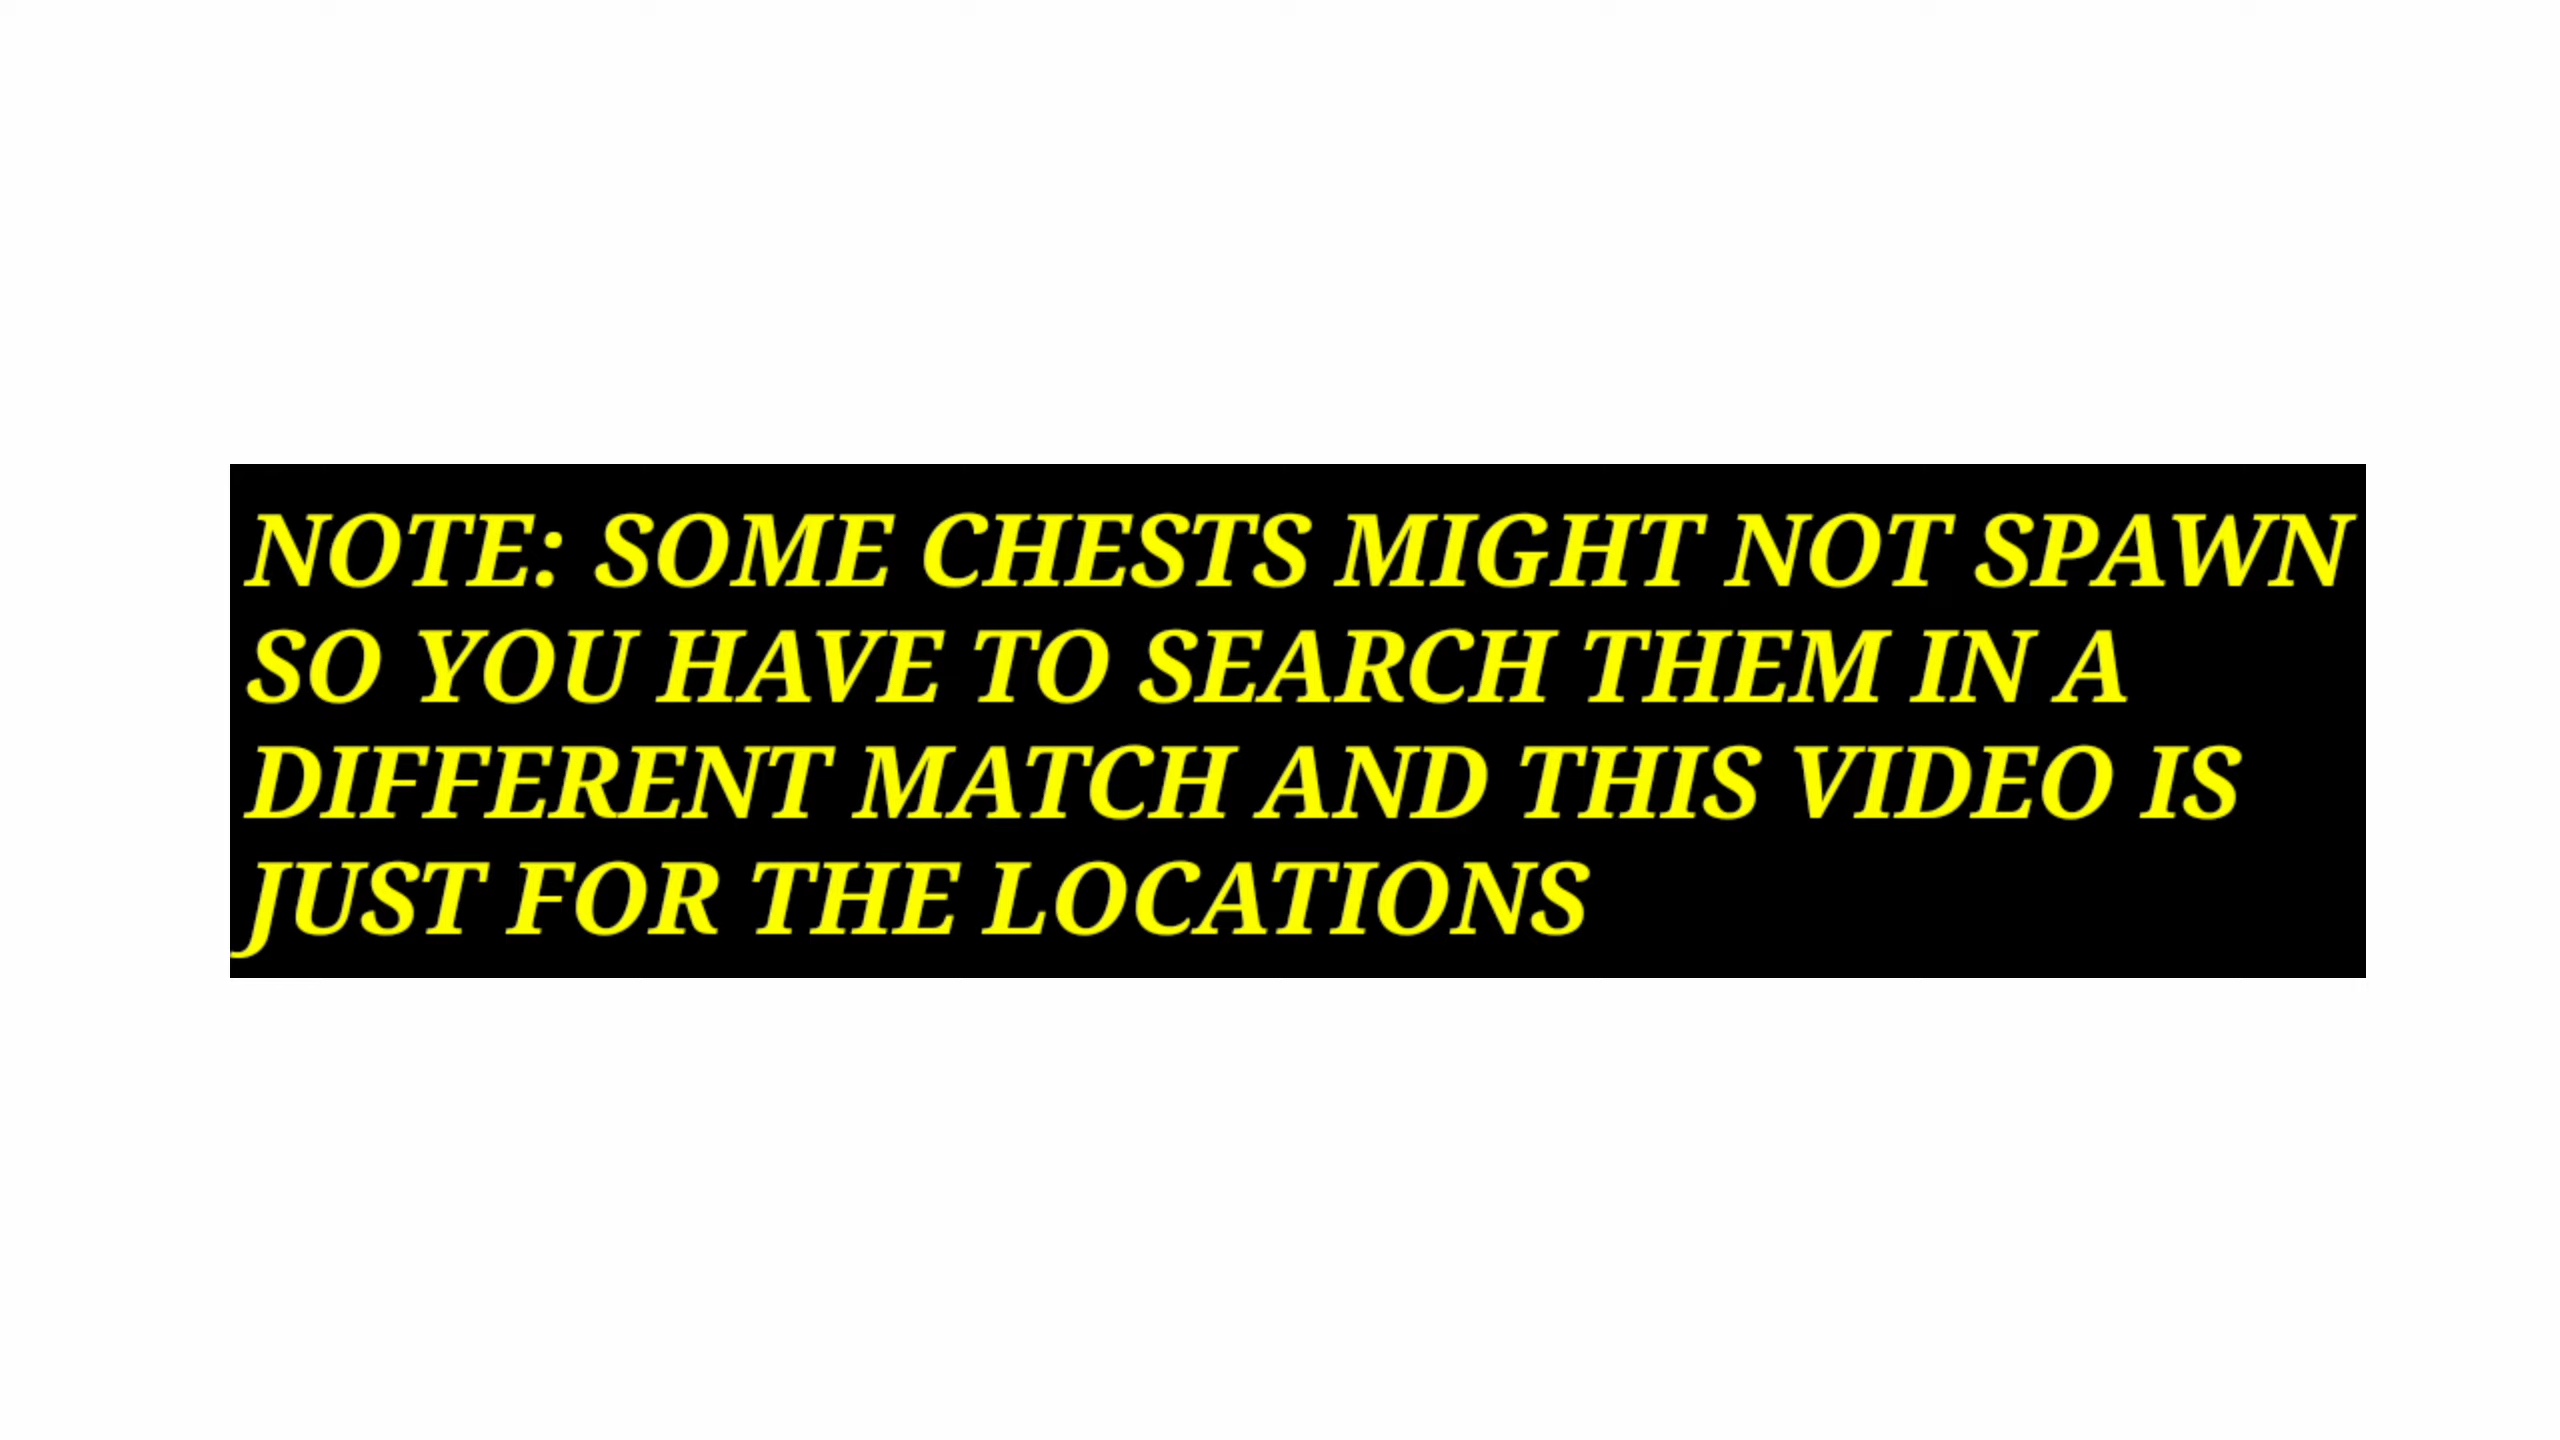 NOTE: SOME CHESTS MIGHT NOT SPAWN
SO YOU HAVE TO SEARCH THEM IN A
DIFFERENT MATCH AND THIS VIDEO IS
JUST FOR THE LOCATIONS